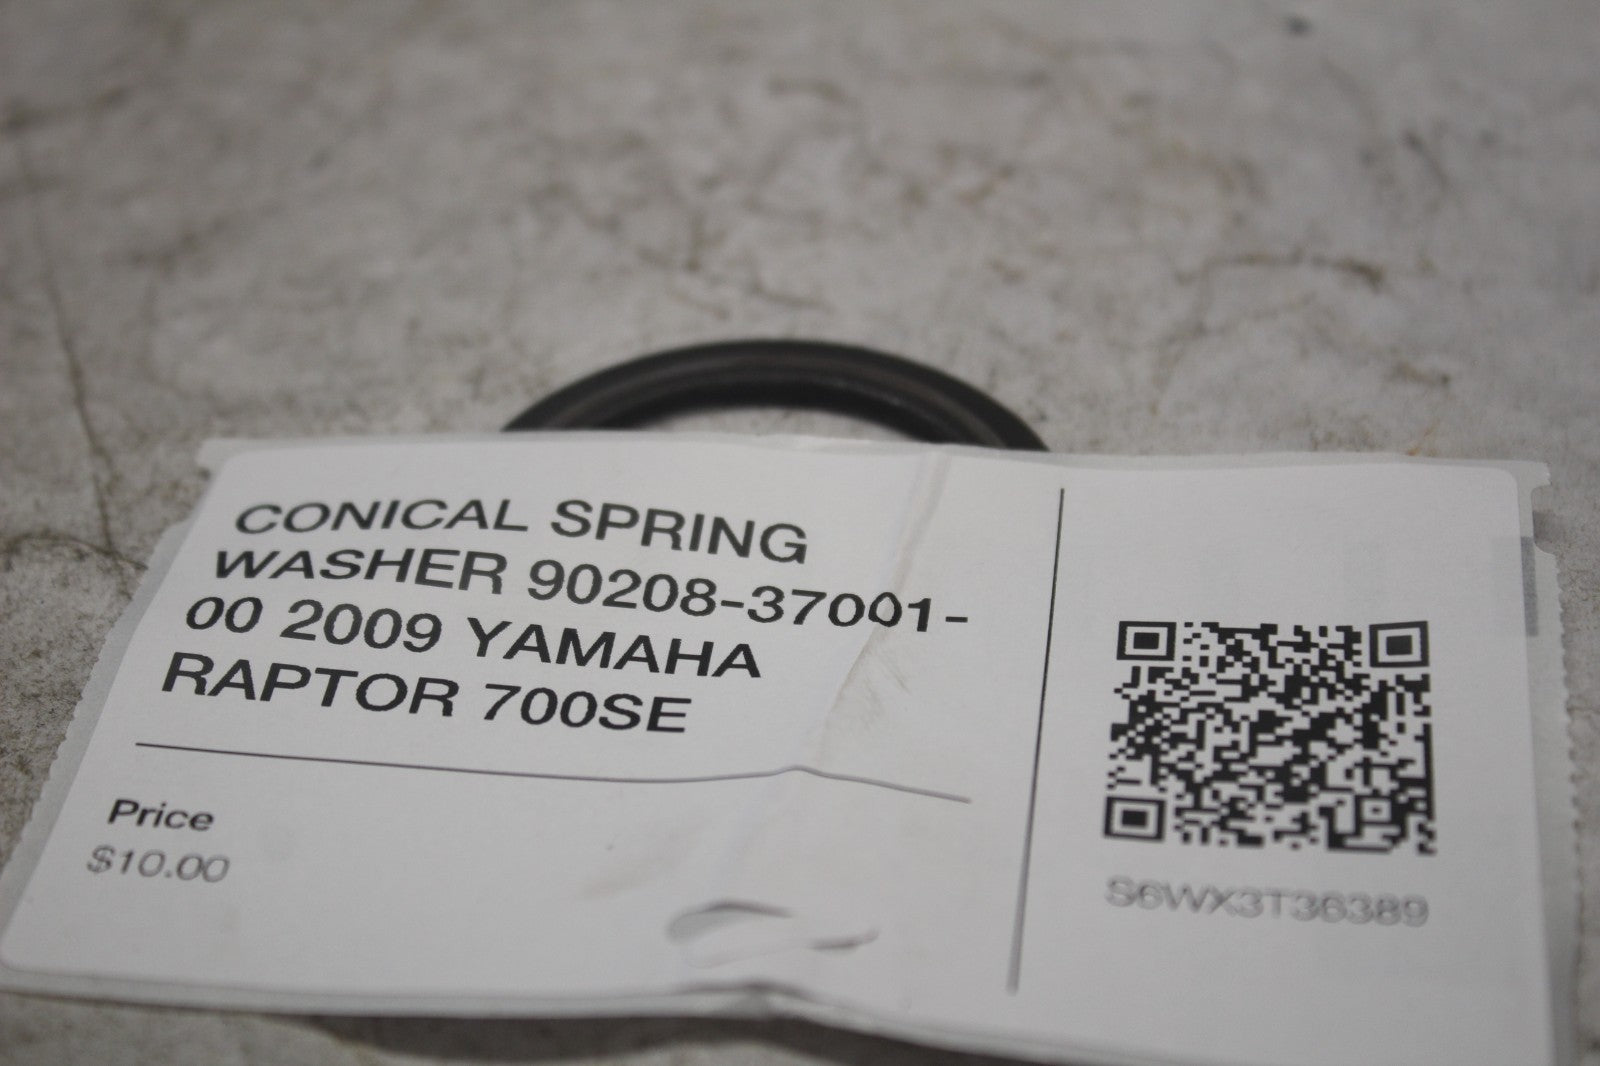 CONICAL SPRING
WASHER 90208-37001-
00 2009 YAMAHA
RAPTOR 700SE
Price
$10.00
S6WX3T36389